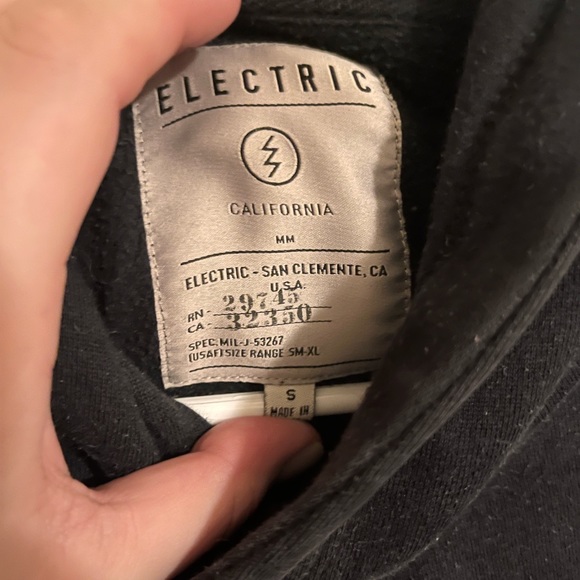 ELECTRIC
CALIFORNIA
MM
ELECTRIC - SAN CLEMENTE, CA
U.S.A.
RN - 29745
CA - 32350
SPEC. MIL-J-53267
(USAF) SIZE RANGE SM-XL
S
MADE IN